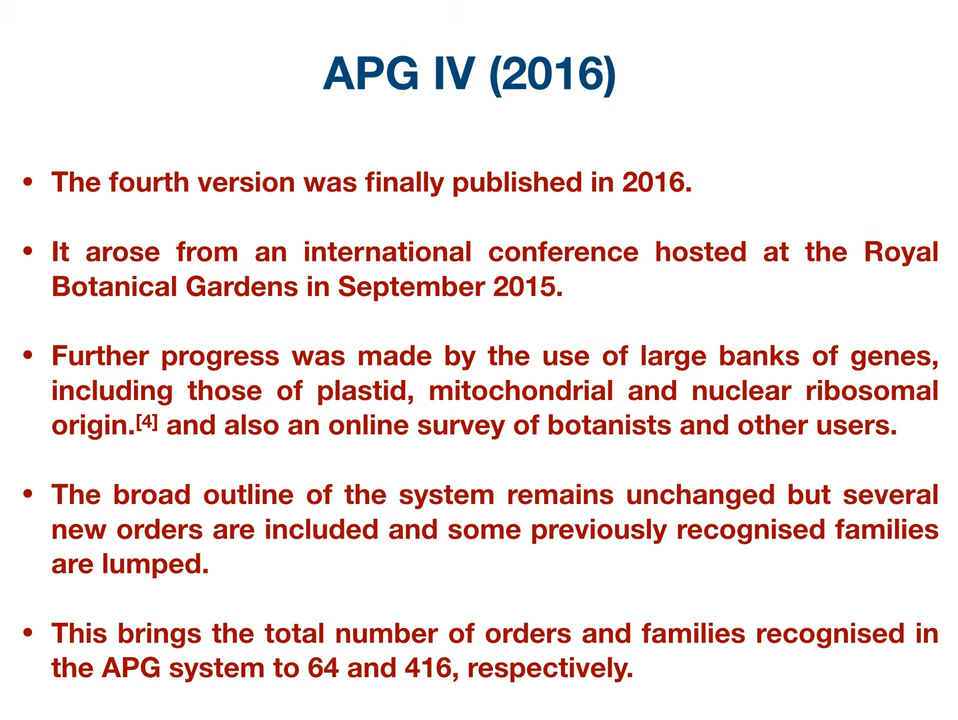 APG IV (2016)
• The fourth version was finally published in 2016.
• It arose from an international conference hosted at the Royal
Botanical Gardens in September 2015.
• Further progress was made by the use of large banks of genes,
including those of plastid, mitochondrial and nuclear ribosomal
origin.[4] and also an online survey of botanists and other users.
• The broad outline of the system remains unchanged but several
new orders are included and some previously recognised families
are lumped.
• This brings the total number of orders and families recognised in
the APG system to 64 and 416, respectively.